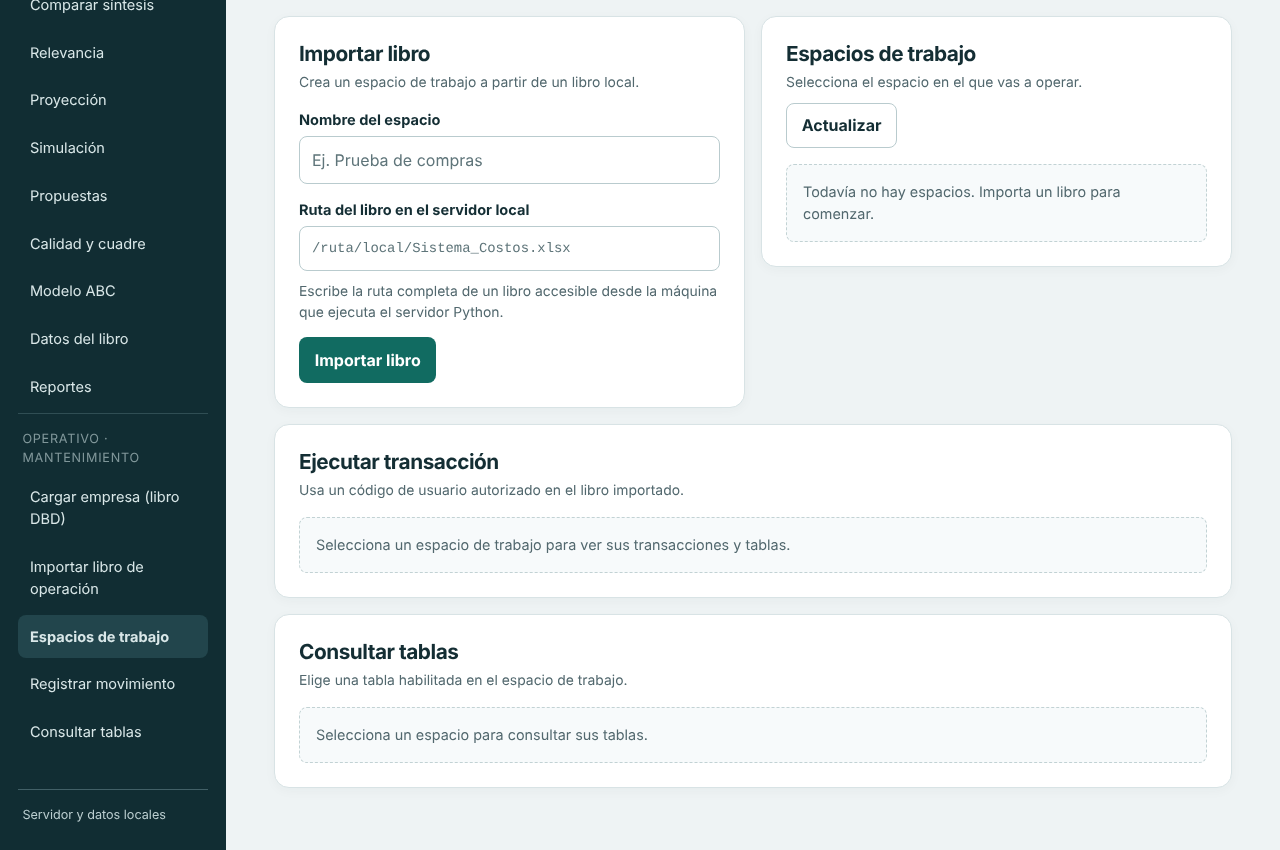 Comparar síntesis
Relevancia
Proyección
Simulación
Propuestas
Calidad y cuadre
Modelo ABC
Datos del libro
Reportes
OPERATIVO ·
MANTENIMIENTO
Cargar empresa (libro
DBD)
Importar libro de
operación
Espacios de trabajo
Registrar movimiento
Consultar tablas
Servidor y datos locales
Importar libro
Crea un espacio de trabajo a partir de un libro local.
Nombre del espacio
Ej. Prueba de compras
Ruta del libro en el servidor local
/ruta/local/Sistema_Costos.xlsx
Escribe la ruta completa de un libro accesible desde la máquina
que ejecuta el servidor Python.
Importar libro
Espacios de trabajo
Selecciona el espacio en el que vas a operar.
Actualizar
Todavía no hay espacios. Importa un libro para
comenzar.
Ejecutar transacción
Usa un código de usuario autorizado en el libro importado.
Selecciona un espacio de trabajo para ver sus transacciones y tablas.
Consultar tablas
Elige una tabla habilitada en el espacio de trabajo.
Selecciona un espacio para consultar sus tablas.